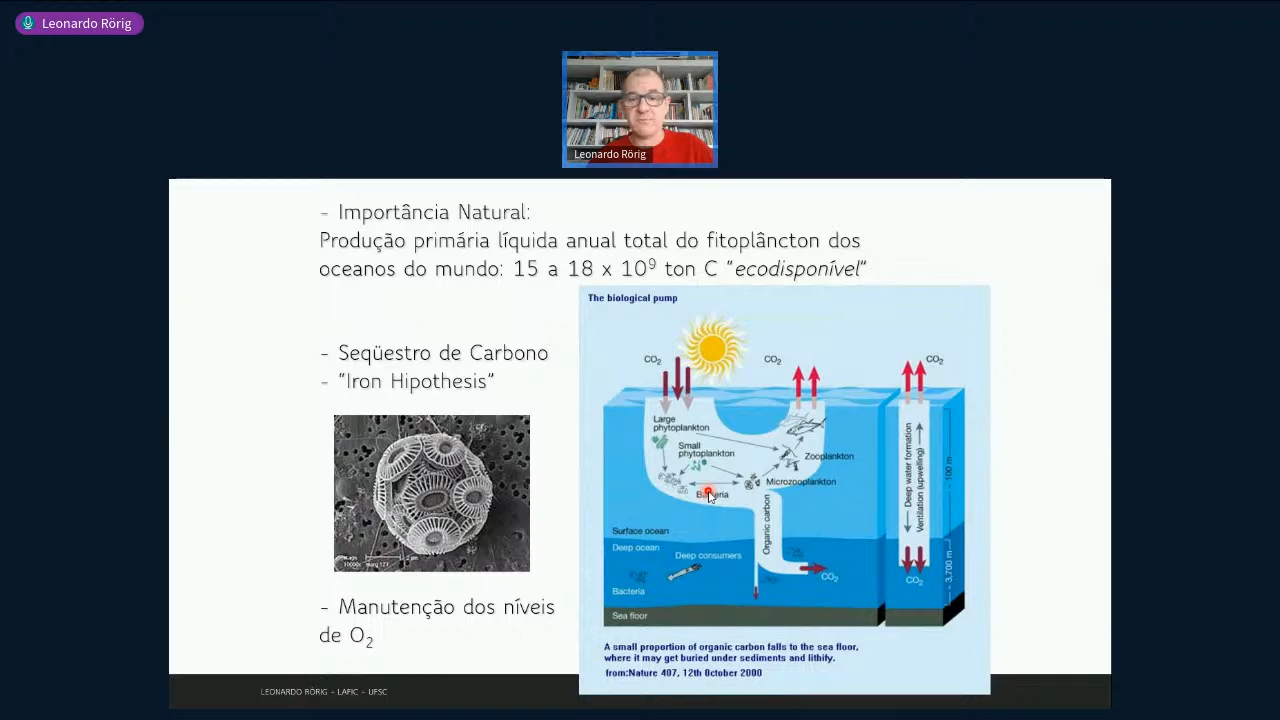 Leonardo Rörig
Leonardo Rörig
- Importância Natural:
Produção primária líquida anual total do fitoplâncton dos
oceanos do mundo: 15 a 18 x 10⁹ ton C "ecodisponível"
- Seqüestro de Carbono
- "Iron Hipothesis"
- Manutenção dos níveis
de O₂
The biological pump
CO₂
CO₂
CO₂
Large
phytoplankton
Small
phytoplankton
Zooplankton
Microzooplankton
Bacteria
Organic carbon
Surface ocean
Deep ocean
Deep consumers
CO₂
Bacteria
Sea floor
Deep water formation
Ventilation (upwelling)
CO₂
~ 100 m
~ 3,700 m
A small proportion of organic carbon falls to the sea floor,
where it may get buried under sediments and lithify.
from:Nature 407, 12th October 2000
LEONARDO RÖRIG - LAFIC - UFSC